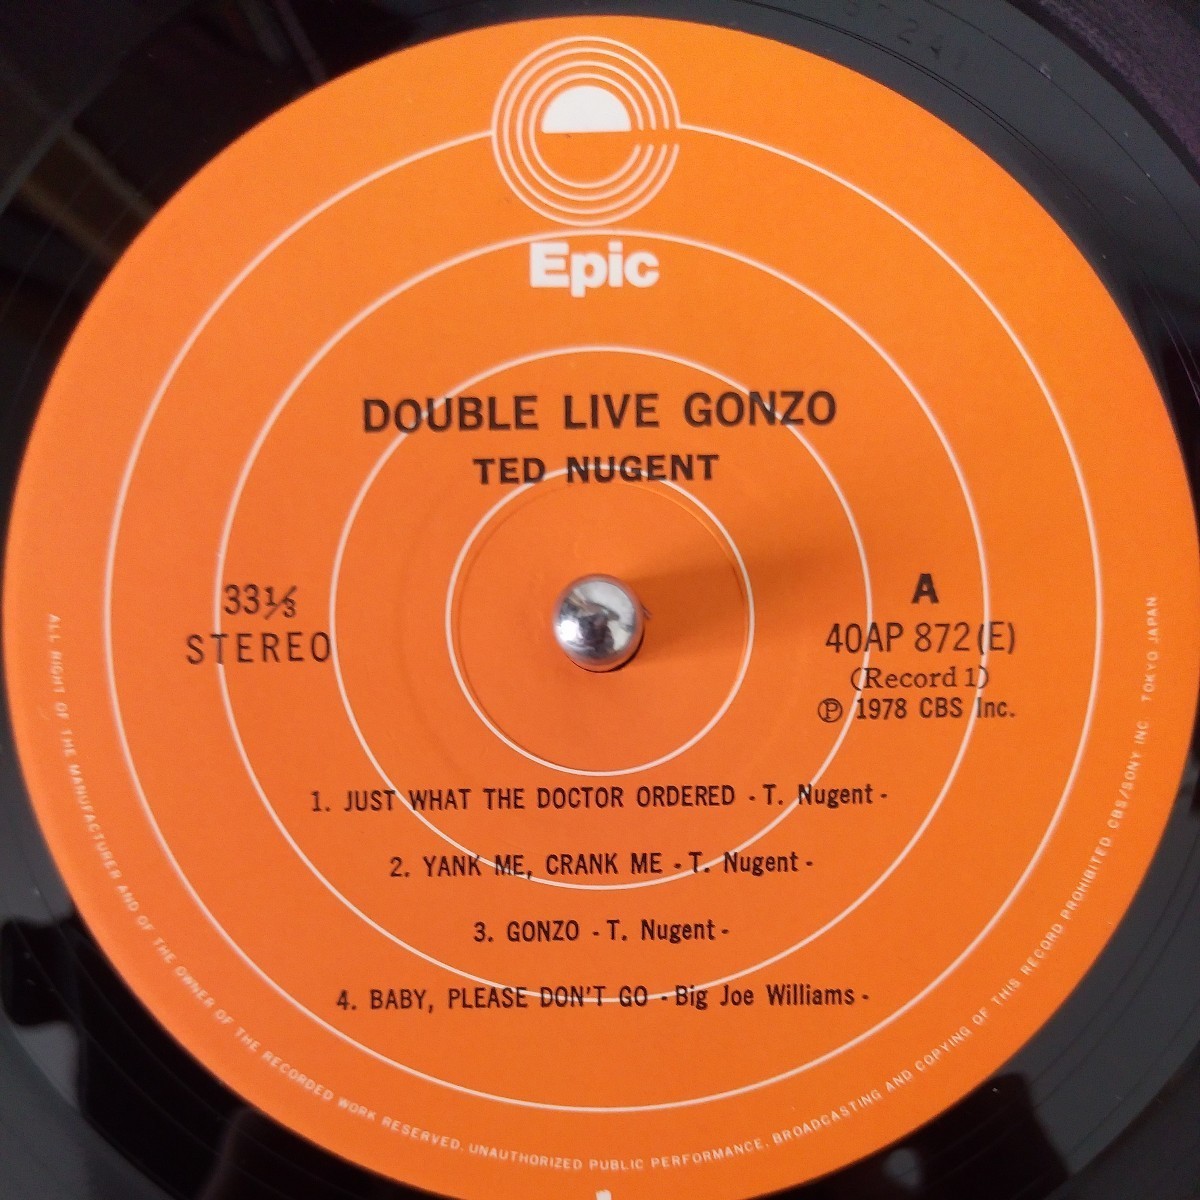 Epic
DOUBLE LIVE GONZO
TED NUGENT
33⅓
STEREO
A
40AP 872(E)
(Record 1)
Ⓟ 1978 CBS Inc.
1. JUST WHAT THE DOCTOR ORDERED - T. Nugent -
2. YANK ME, CRANK ME - T. Nugent -
3. GONZO - T. Nugent -
4. BABY, PLEASE DON'T GO - Big Joe Williams -
ALL RIGHT OF THE MANUFACTURER AND OF THE OWNER OF THE RECORDED WORK RESERVED. UNAUTHORIZED PUBLIC PERFORMANCE. BROADCASTING AND COPYING OF THIS RECORD PROHIBITED CBS/SONY INC TOKYO JAPAN